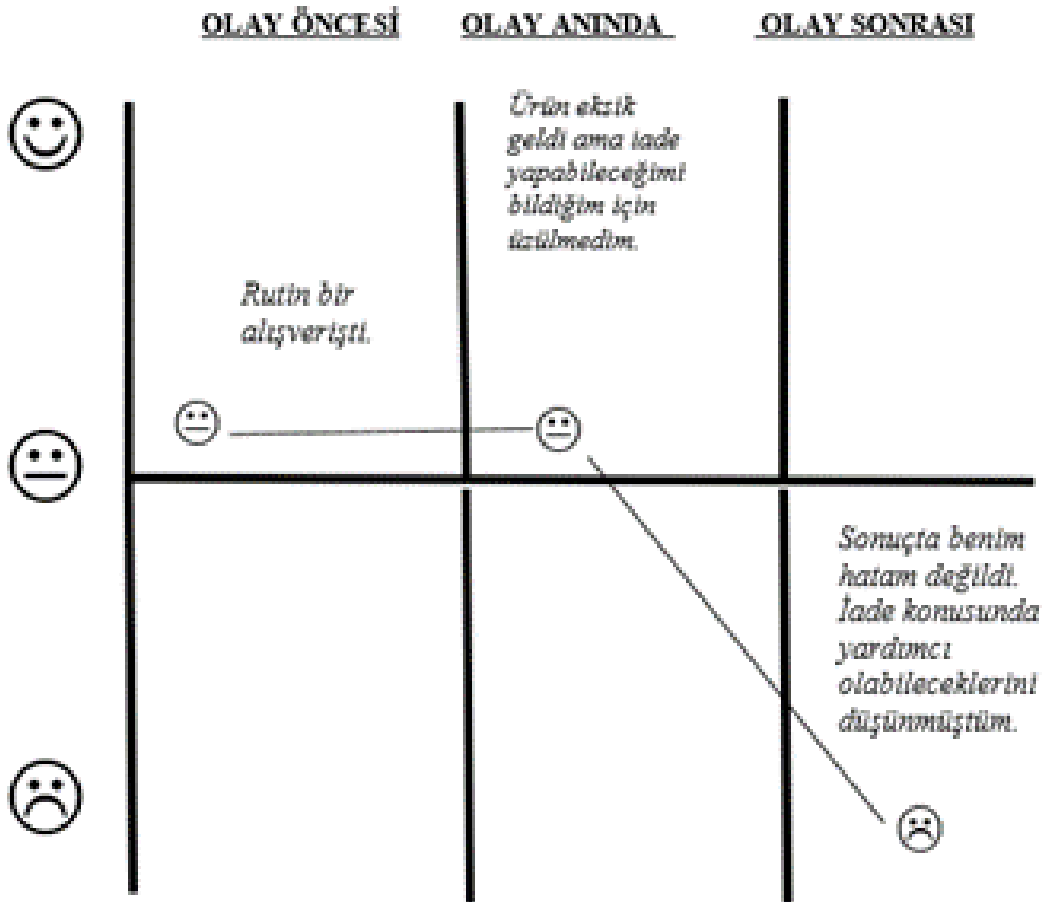 OLAY ÖNCESİ OLAY ANINDA OLAY SONRASI
Ürün eksik
geldi ama iade
yapabileceğimi
bildiğim için
üzülmedim.
Rutin bir
alışverişti.
Sonuçta benim
hatam değildi.
İade konusunda
yardımcı
olabileceklerini
düşünmüştüm.